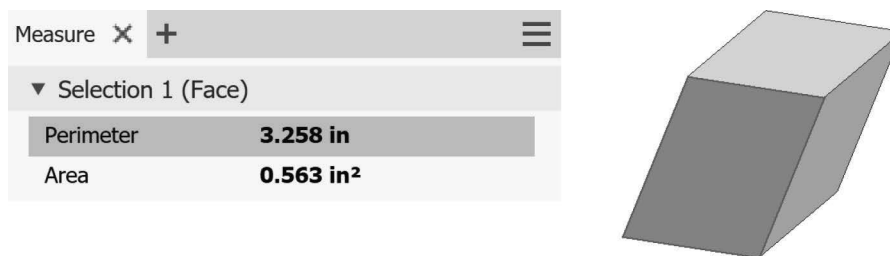 Measure
Selection 1 (Face)
Perimeter 3.258 in
Area 0.563 in²